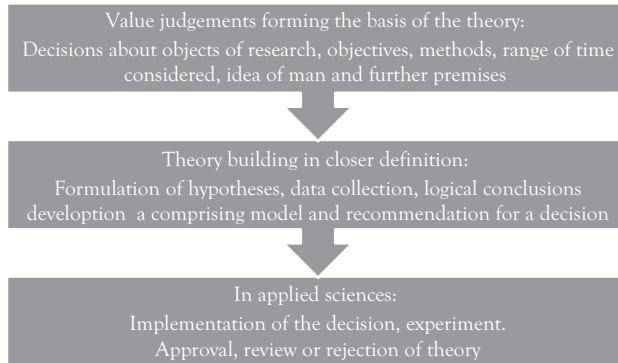 Value judgements forming the basis of the theory:
Decisions about objects of research, objectives, methods, range of time
considered, idea of man and further premises
Theory building in closer definition:
Formulation of hypotheses, data collection, logical conclusions
develoption a comprising model and recommendation for a decision
In applied sciences:
Implementation of the decision, experiment.
Approval, review or rejection of theory